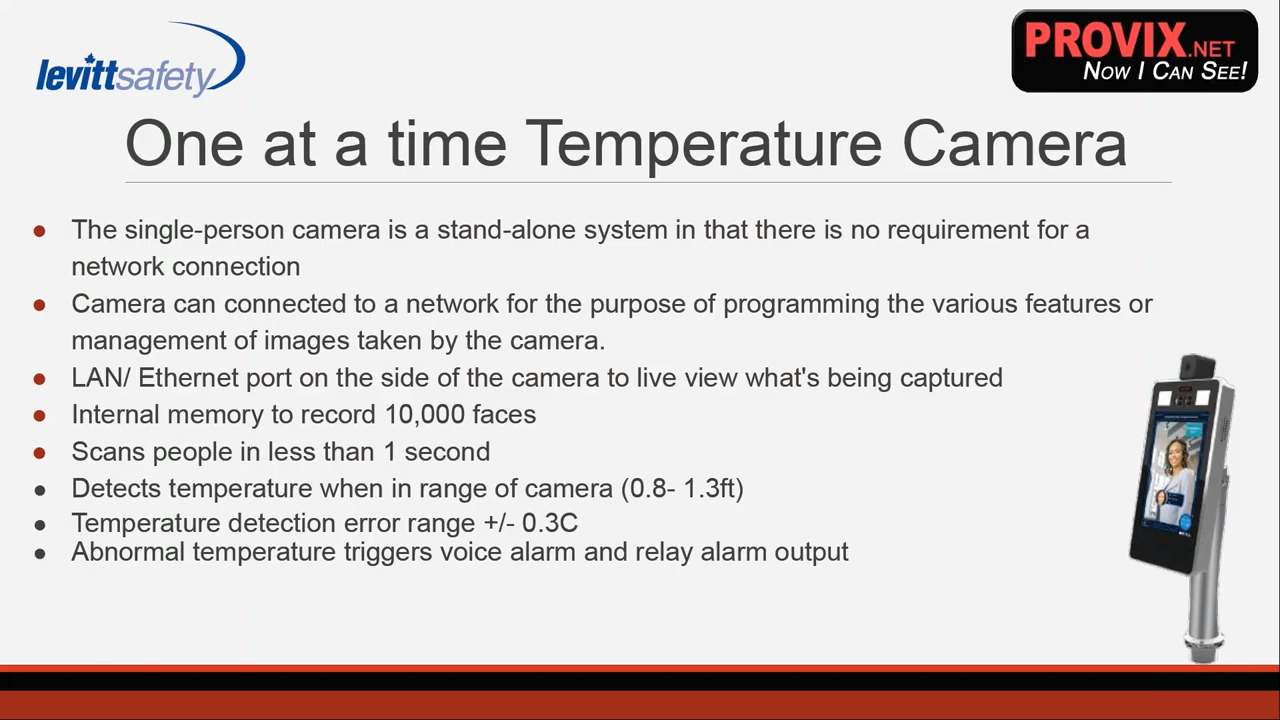 levittsafety
PROVIX.NET
NOW I CAN SEE!
One at a time Temperature Camera
● The single-person camera is a stand-alone system in that there is no requirement for a
network connection
● Camera can connected to a network for the purpose of programming the various features or
management of images taken by the camera.
● LAN/ Ethernet port on the side of the camera to live view what's being captured
● Internal memory to record 10,000 faces
● Scans people in less than 1 second
● Detects temperature when in range of camera (0.8- 1.3ft)
● Temperature detection error range +/- 0.3C
● Abnormal temperature triggers voice alarm and relay alarm output